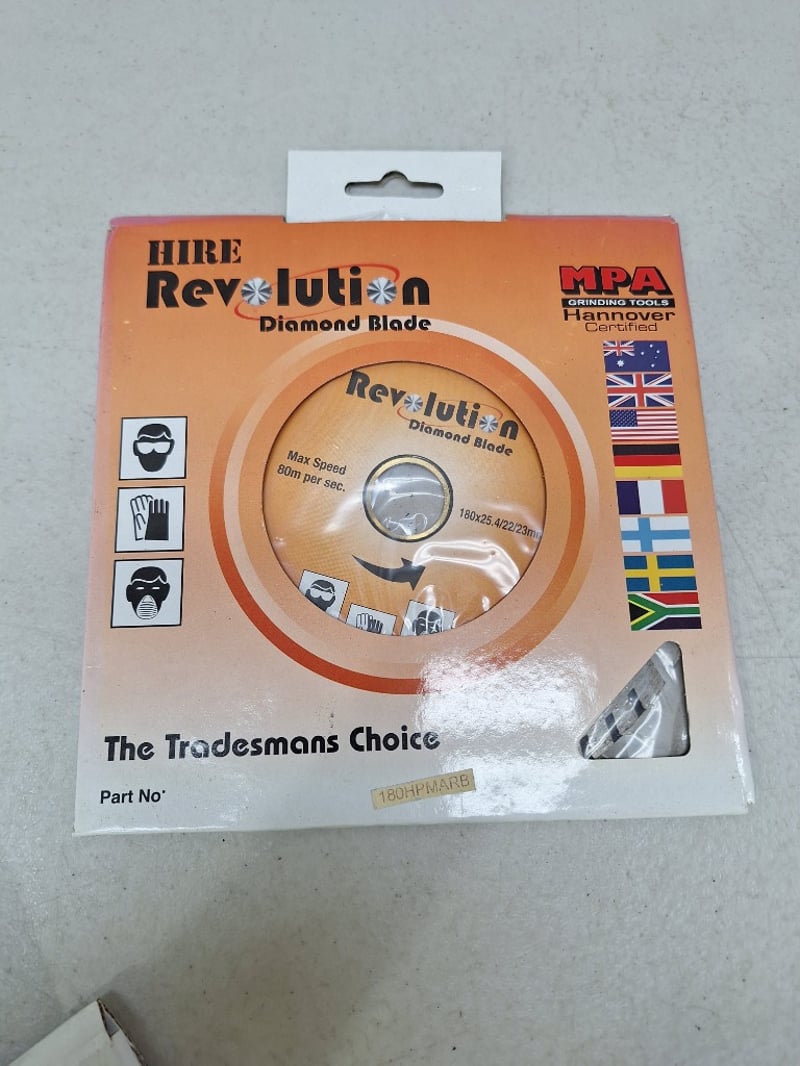 HIRE
Revolution
Diamond Blade
MPA
GRINDING TOOLS
Hannover
Certified
Revolution
Diamond Blade
Max Speed
80m per sec.
180x25.4/22/23m
The Tradesmans Choice
Part No.
180HPMARB